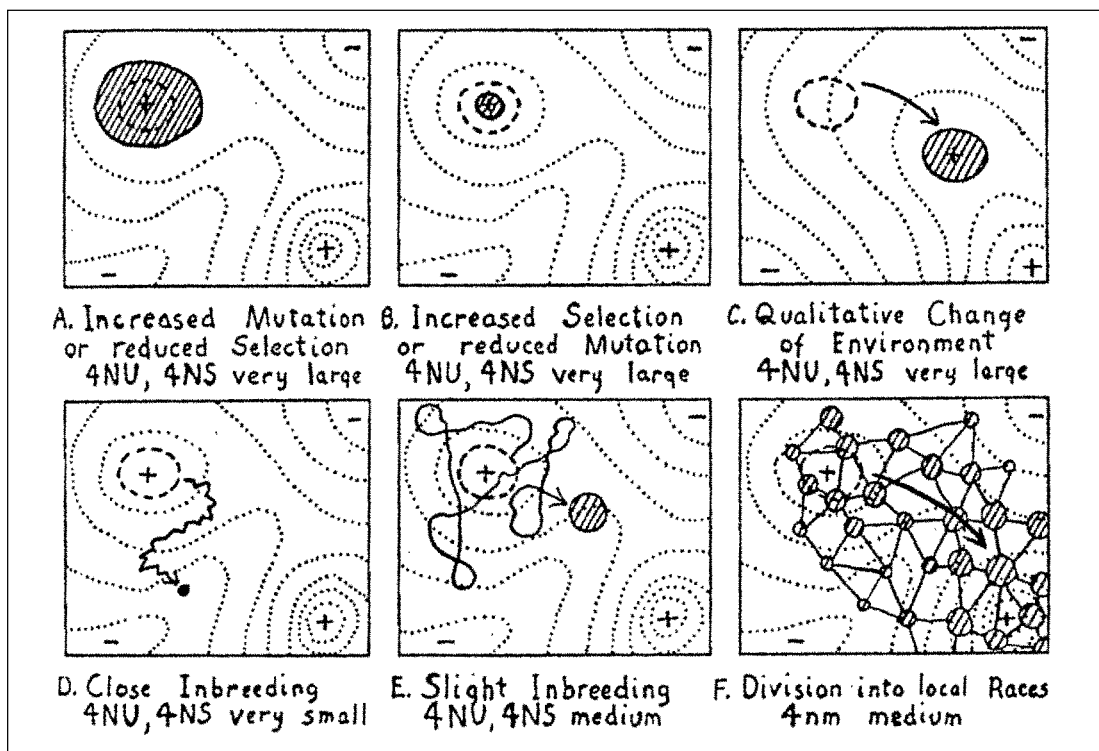 A. Increased Mutation
or reduced Selection
4NU, 4NS very large
B. Increased Selection
or reduced Mutation
4NU, 4NS very large
C. Qualitative Change
of Environment
4NU, 4NS very large
D. Close Inbreeding
4NU, 4NS very small
E. Slight Inbreeding
4NU, 4NS medium
F. Division into local Races
4nm medium